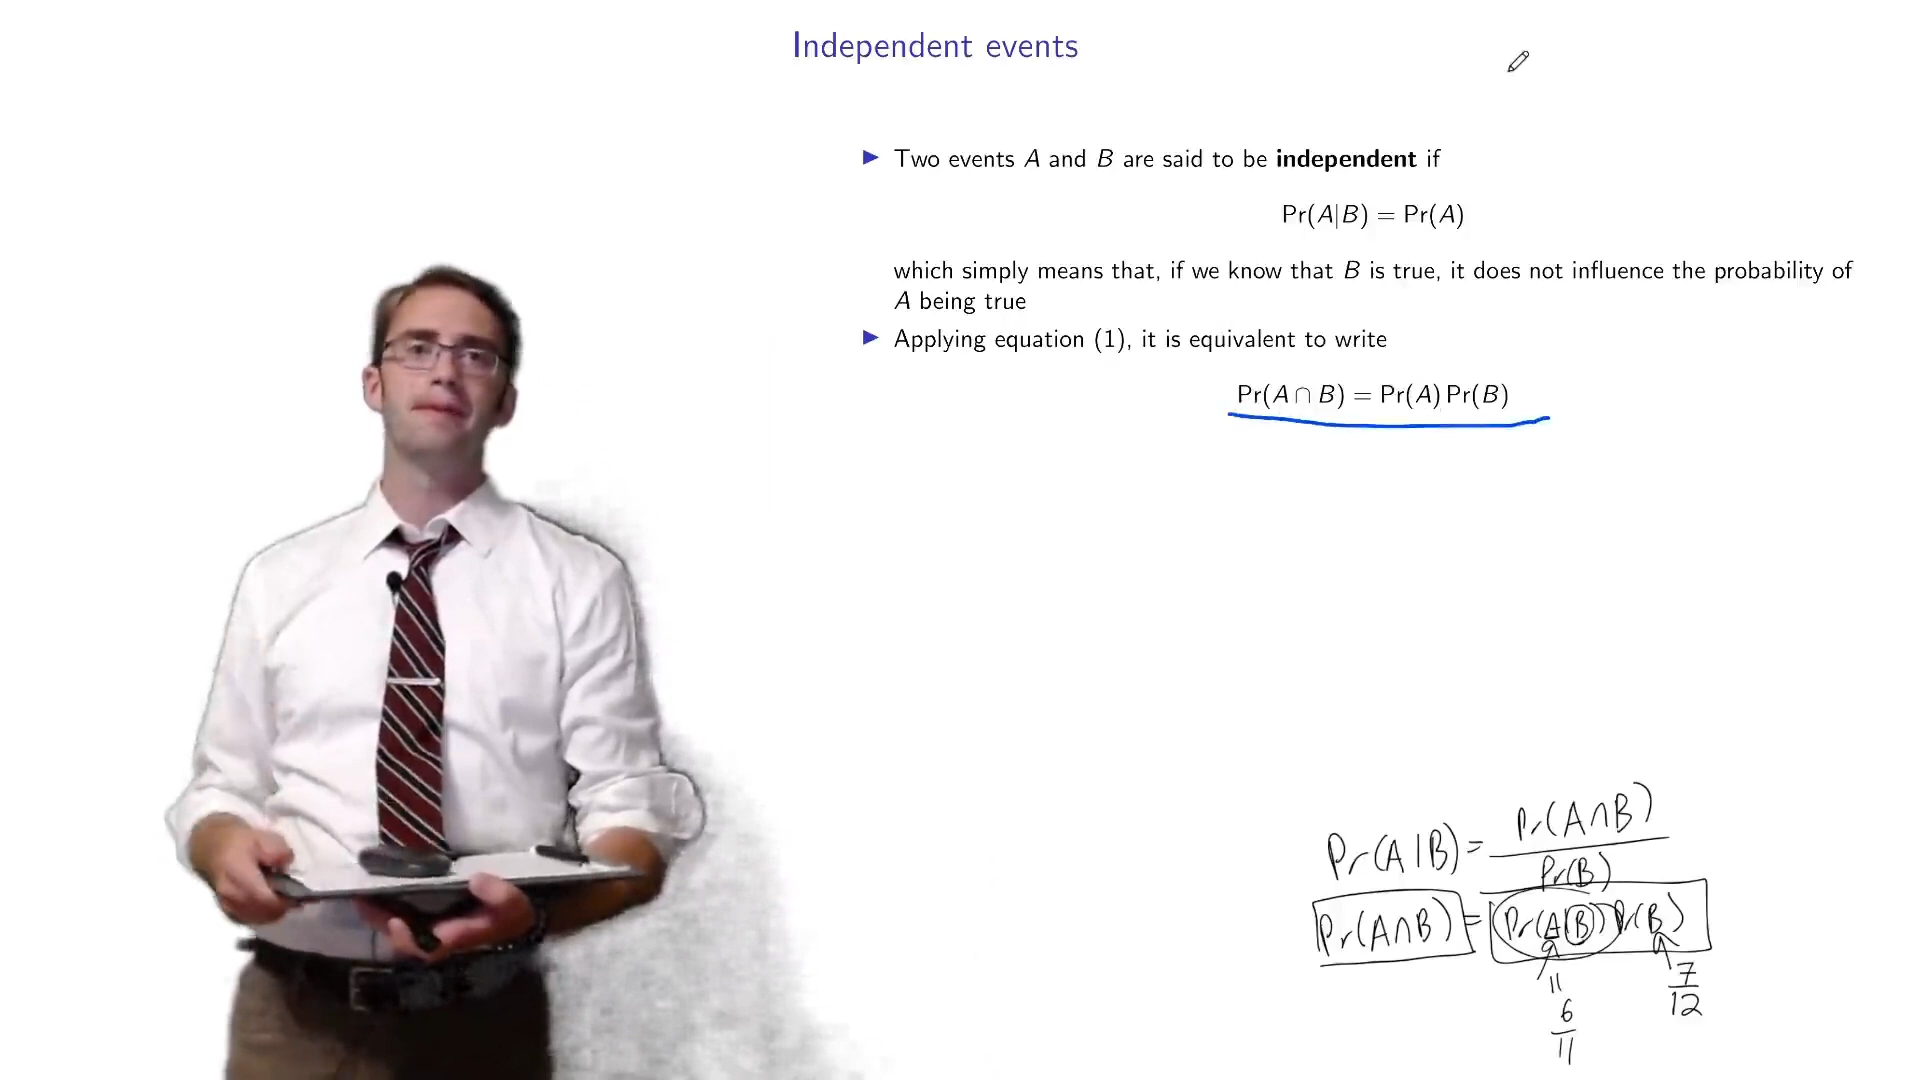 Independent events
▶ Two events A and B are said to be independent if
Pr(A|B) = Pr(A)
which simply means that, if we know that B is true, it does not influence the probability of
A being true
▶ Applying equation (1), it is equivalent to write
Pr(A ∩ B) = Pr(A) Pr(B)
Pr(A|B) = Pr(A∩B) / Pr(B)
Pr(A∩B) = Pr(A|B) Pr(B)
11
7/12
6/11